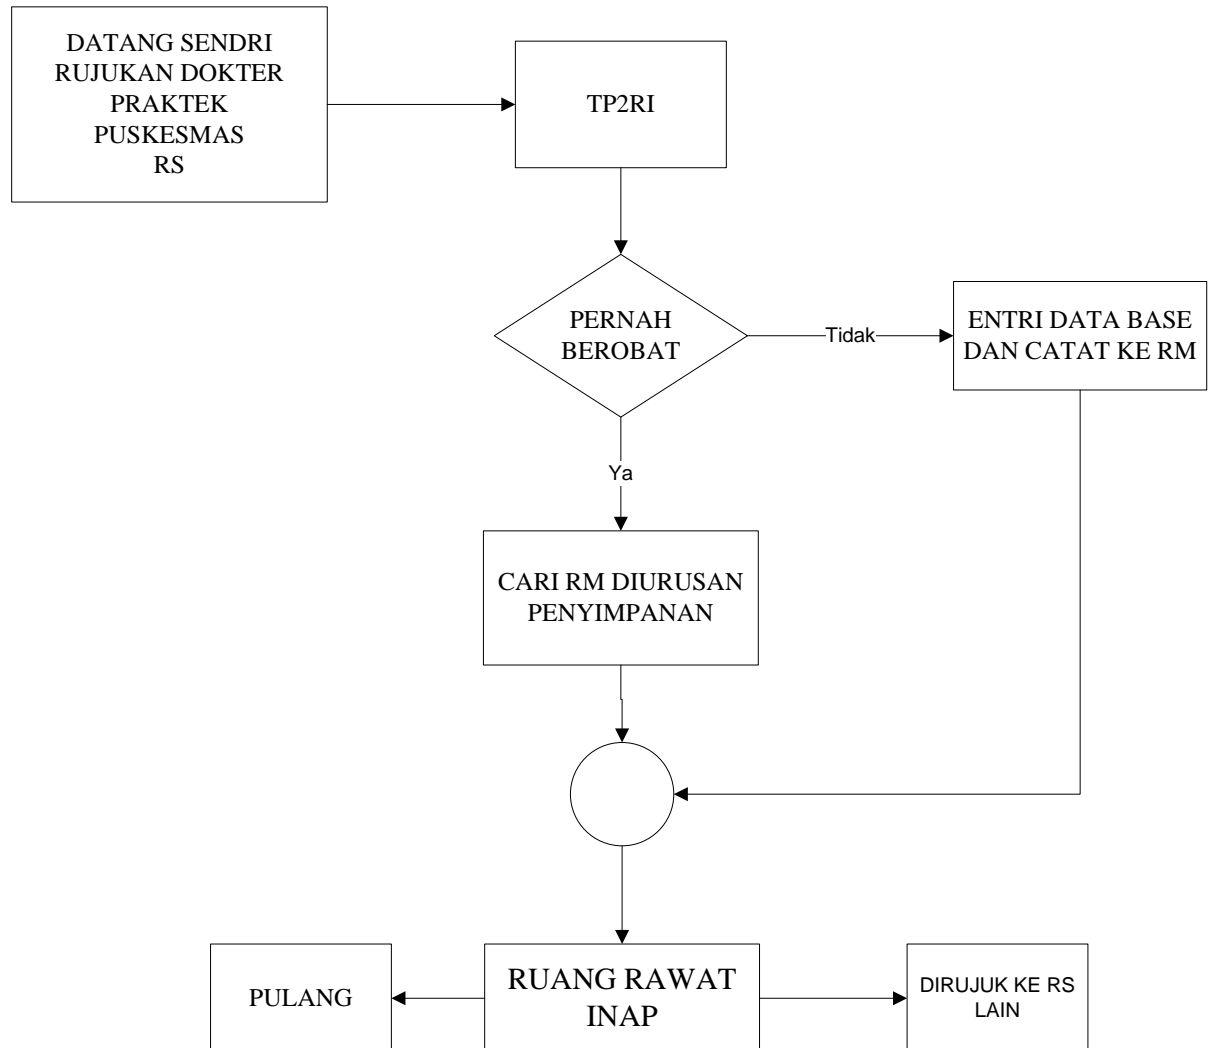 DATANG SENDRI
RUJUKAN DOKTER
PRAKTEK
PUSKESMAS
RS
TP2RI
PERNAH
BEROBAT
Tidak
ENTRI DATA BASE
DAN CATAT KE RM
Ya
CARI RM DIURUSAN
PENYIMPANAN
PULANG
RUANG RAWAT
INAP
DIRUJUK KE RS
LAIN